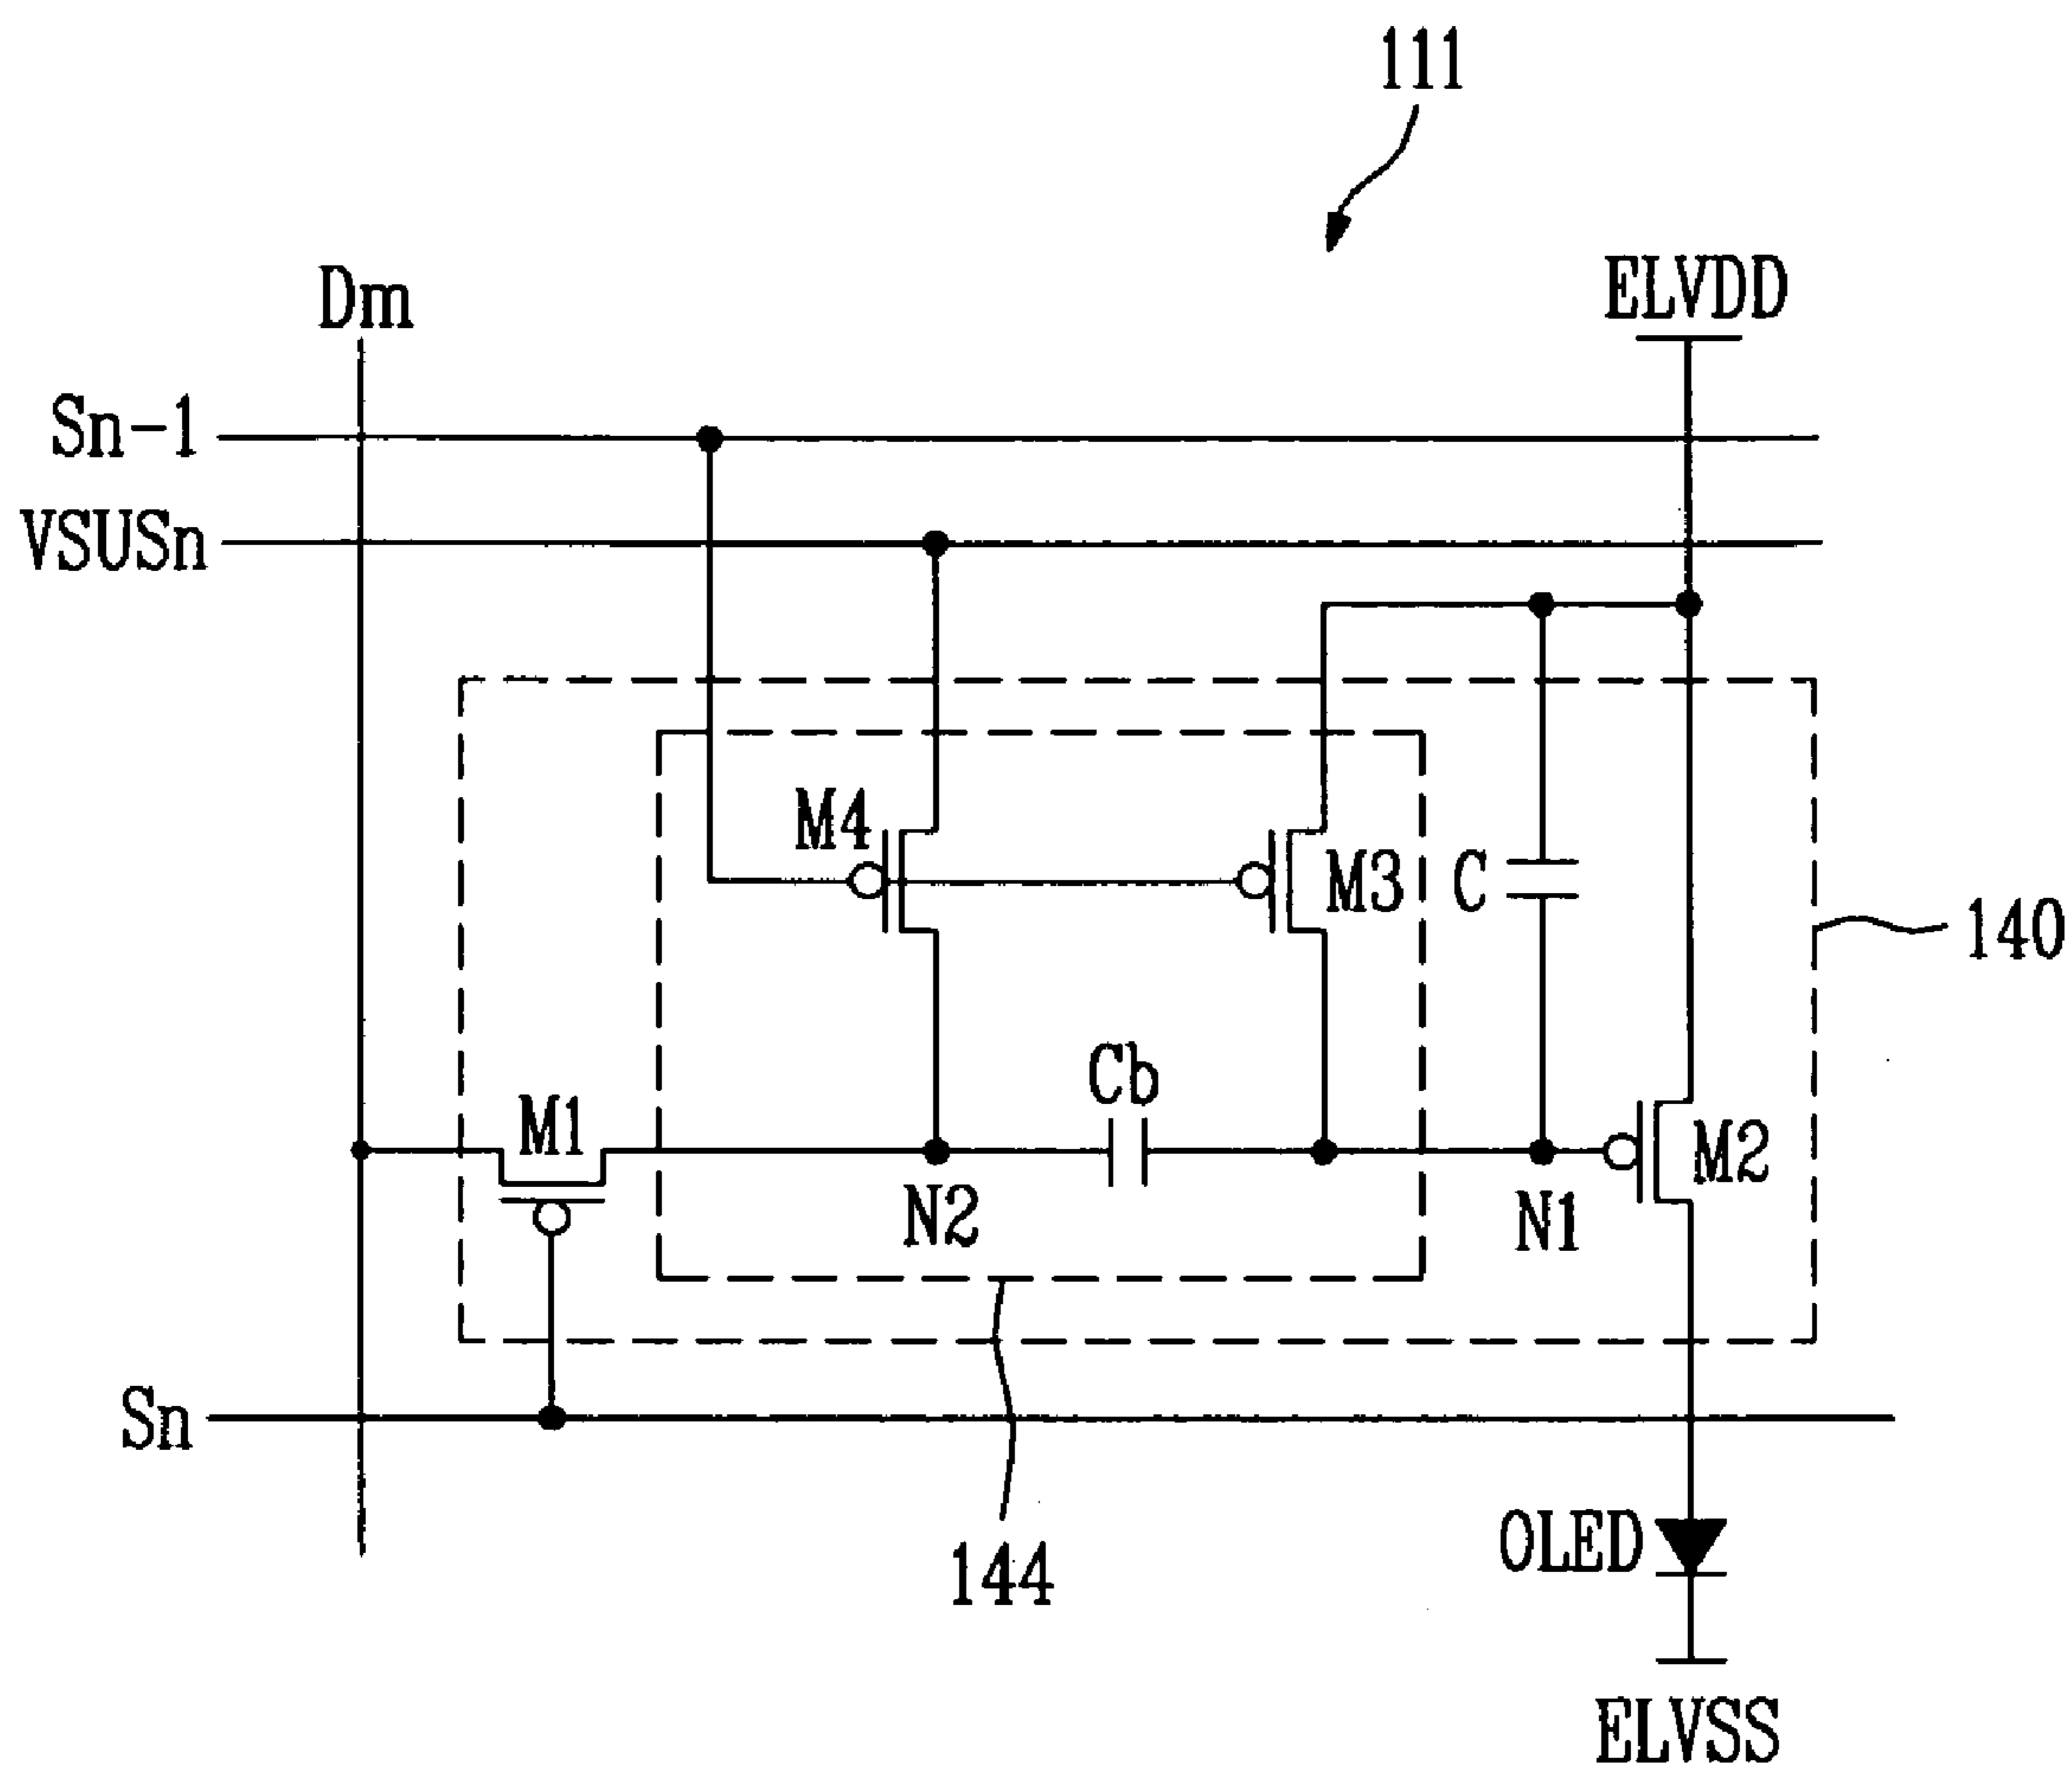 111
Dm
ELVDD
Sn-1
VSUSn
M4
M3
C
140
Cb
M1
M2
N2
N1
Sn
OLED
144
ELVSS